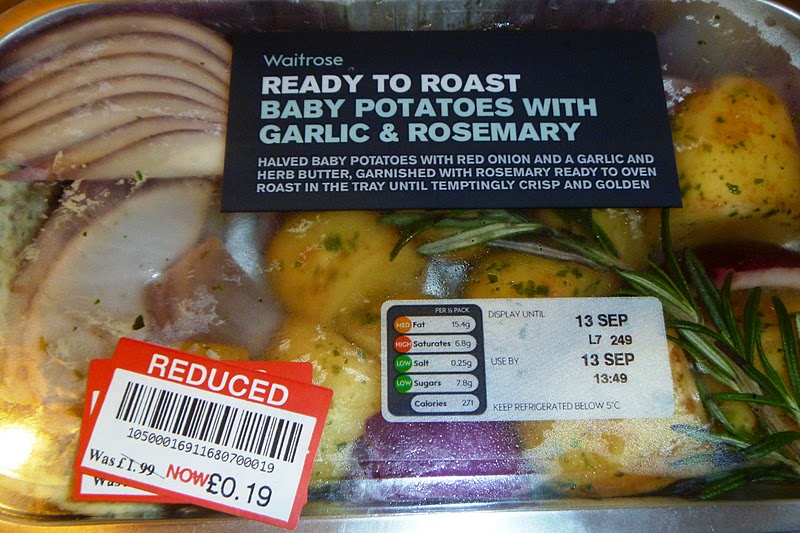 Waitrose
READY TO ROAST
BABY POTATOES WITH
GARLIC & ROSEMARY
HALVED BABY POTATOES WITH RED ONION AND A GARLIC AND
HERB BUTTER, GARNISHED WITH ROSEMARY READY TO OVEN
ROAST IN THE TRAY UNTIL TEMPTINGLY CRISP AND GOLDEN
PER ½ PACK
MED Fat 15.4g
HIGH Saturates 6.8g
LOW Salt 0.25g
LOW Sugars 7.8g
Calories 271
DISPLAY UNTIL
13 SEP
L7 249
USE BY
13 SEP
13:49
KEEP REFRIGERATED BELOW 5°C
REDUCED
10500016911680700019
Was £1.99 NOW £0.19
Was